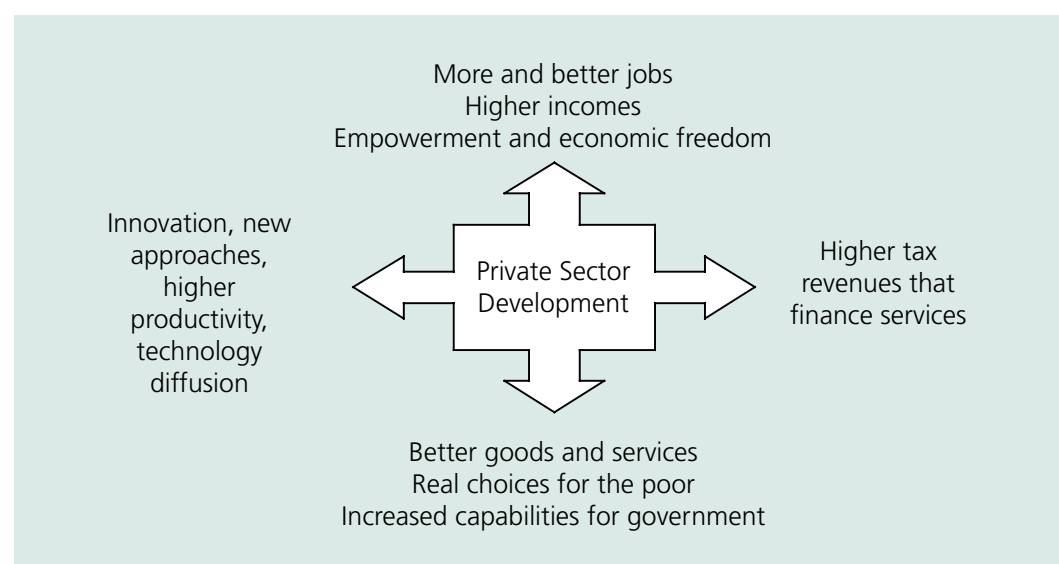 More and better jobs
Higher incomes
Empowerment and economic freedom
Innovation, new
approaches,
higher
productivity,
technology
diffusion
Private Sector
Development
Higher tax
revenues that
finance services
Better goods and services
Real choices for the poor
Increased capabilities for government